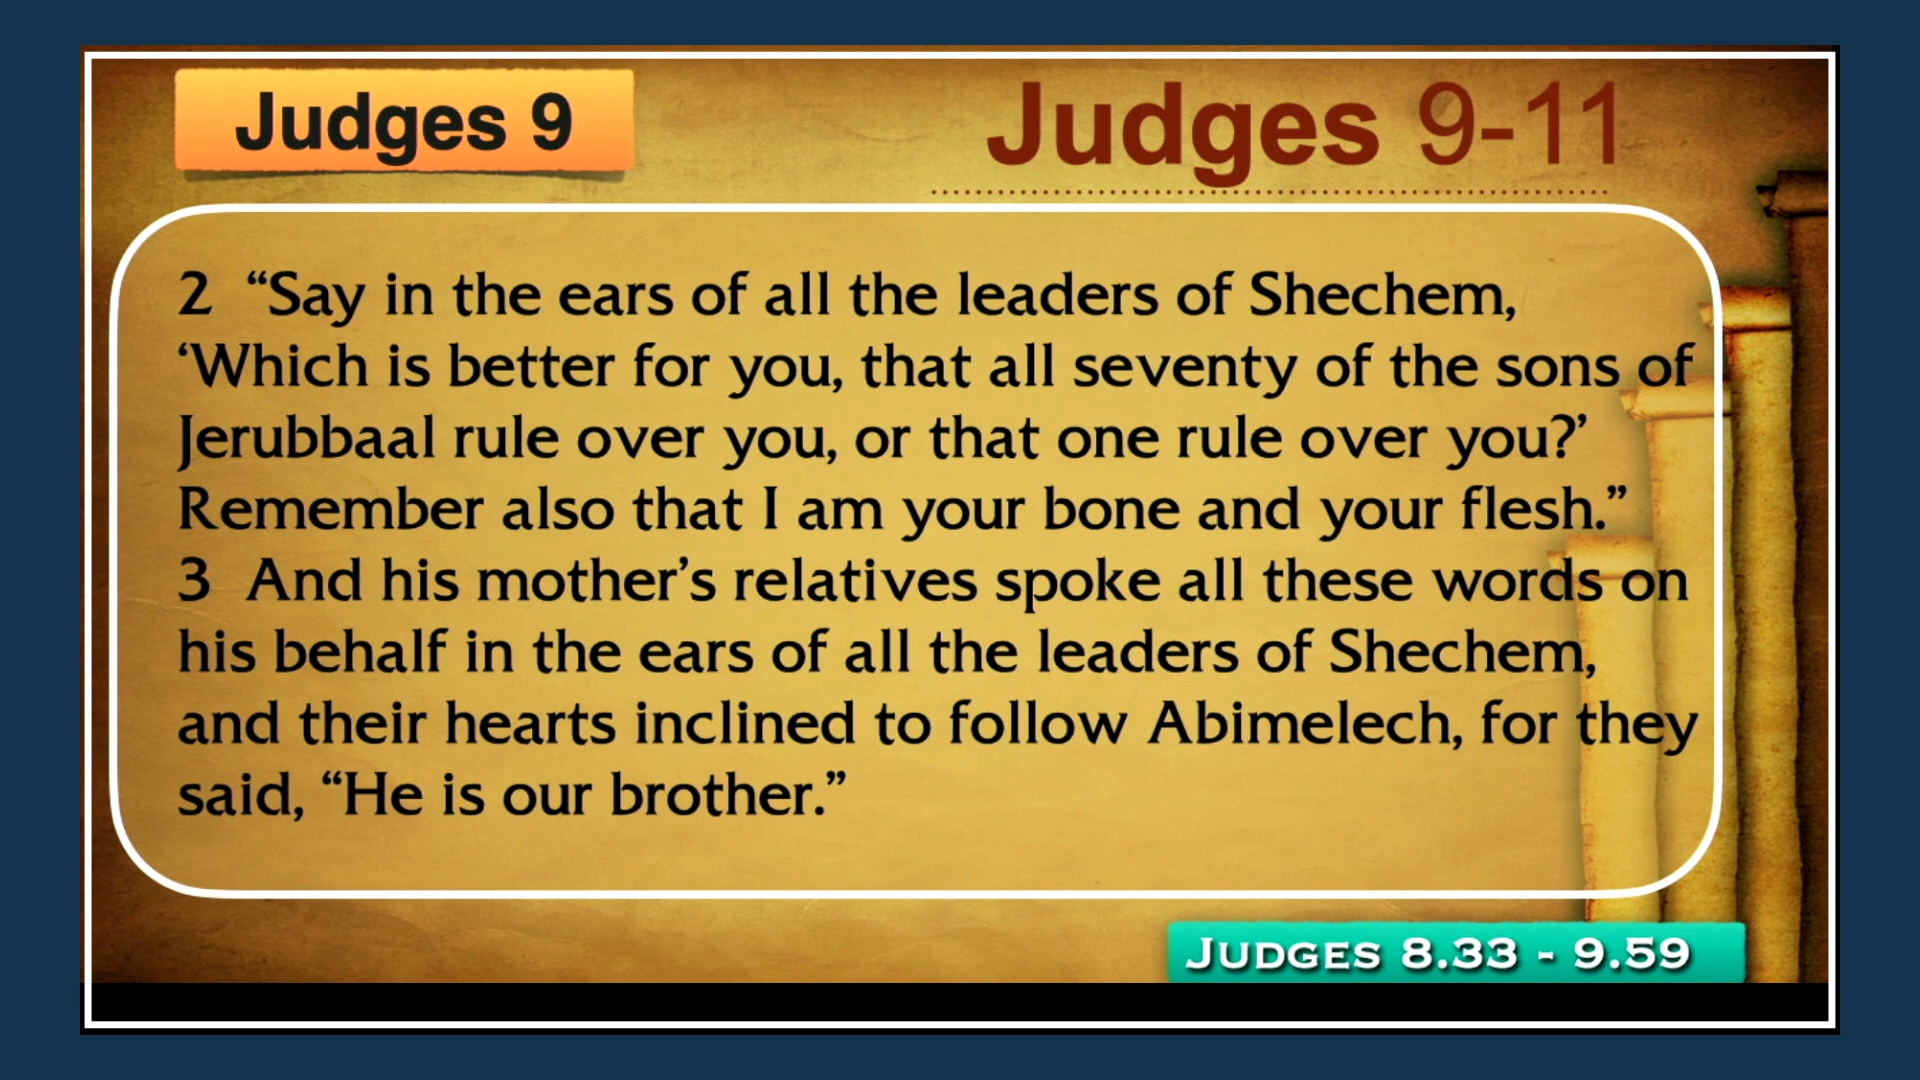 Judges 9
Judges 9-11
2 “Say in the ears of all the leaders of Shechem,
‘Which is better for you, that all seventy of the sons of
Jerubbaal rule over you, or that one rule over you?’
Remember also that I am your bone and your flesh.”
3 And his mother’s relatives spoke all these words on
his behalf in the ears of all the leaders of Shechem,
and their hearts inclined to follow Abimelech, for they
said, “He is our brother.”
JUDGES 8.33 - 9.59